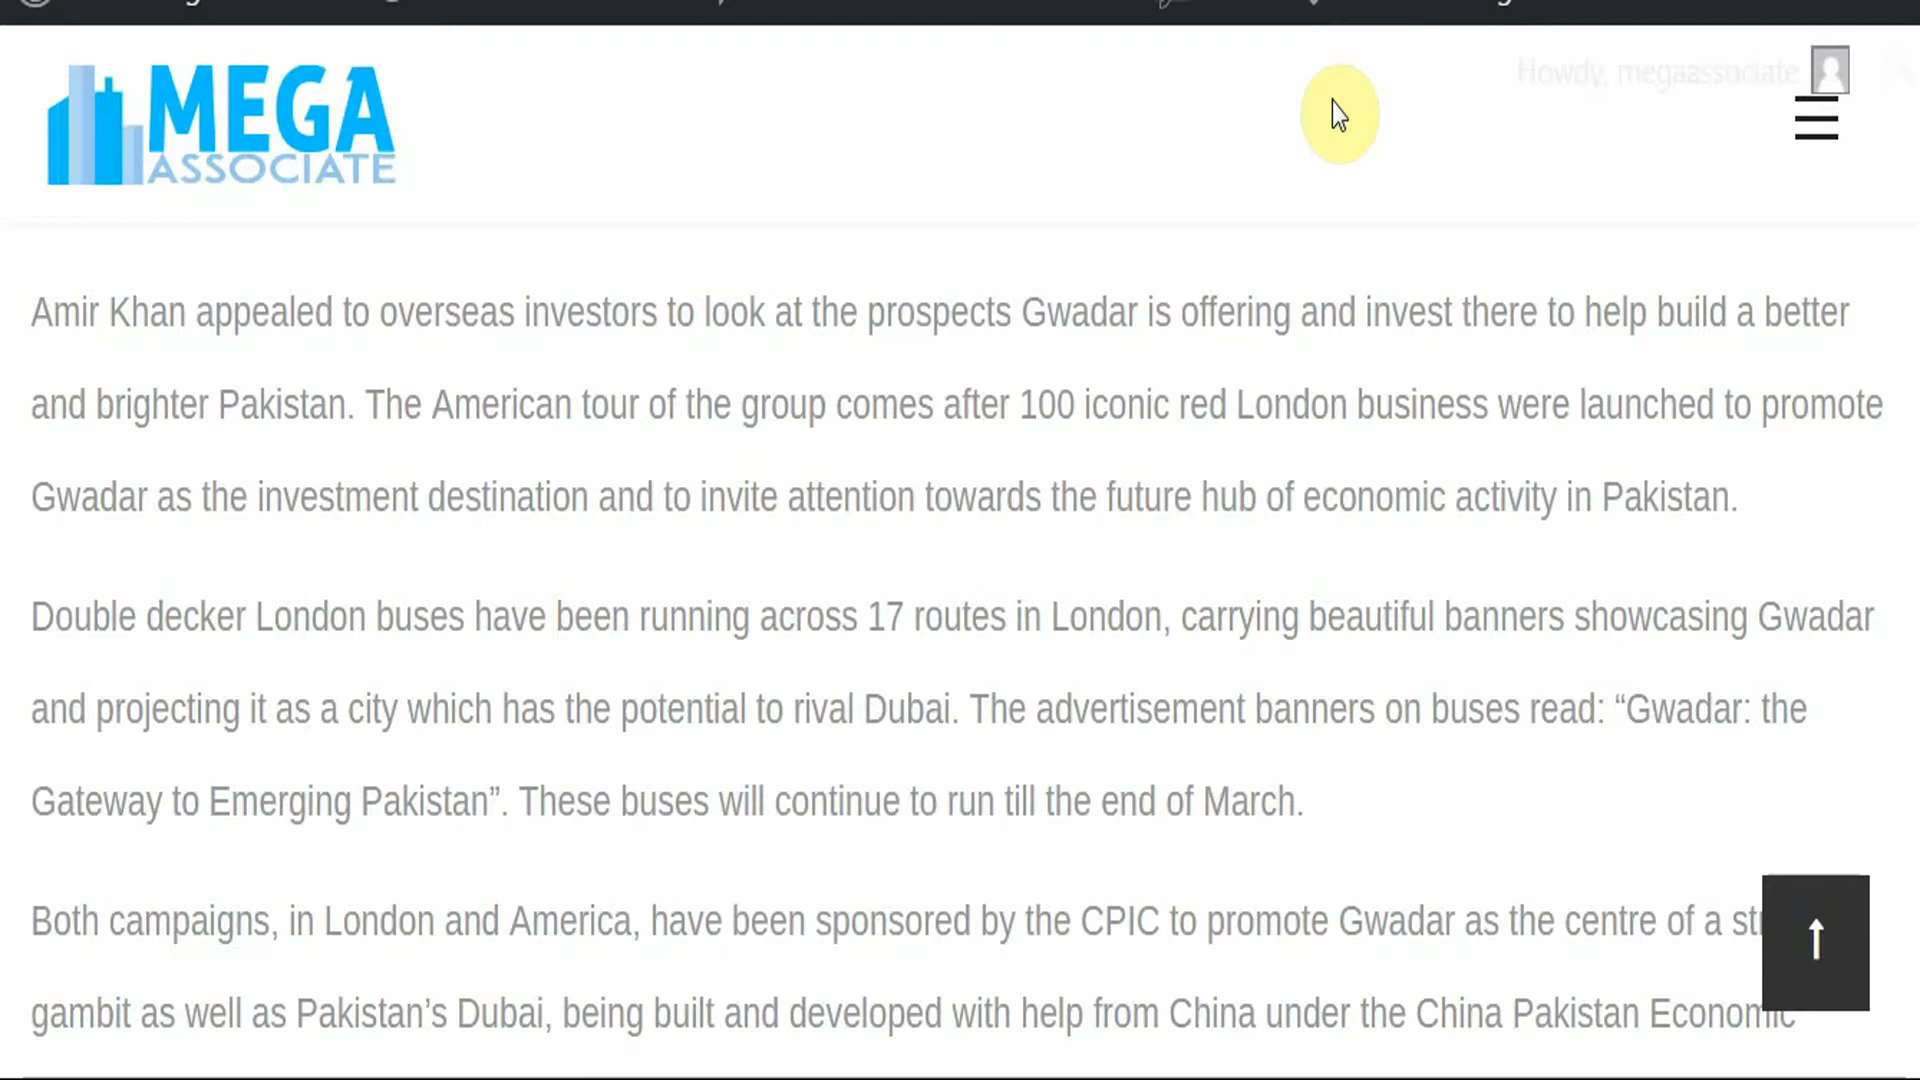 MEGA
ASSOCIATE
Howdy, megaassociate
Amir Khan appealed to overseas investors to look at the prospects Gwadar is offering and invest there to help build a better
and brighter Pakistan. The American tour of the group comes after 100 iconic red London business were launched to promote
Gwadar as the investment destination and to invite attention towards the future hub of economic activity in Pakistan.
Double decker London buses have been running across 17 routes in London, carrying beautiful banners showcasing Gwadar
and projecting it as a city which has the potential to rival Dubai. The advertisement banners on buses read: “Gwadar: the
Gateway to Emerging Pakistan”. These buses will continue to run till the end of March.
Both campaigns, in London and America, have been sponsored by the CPIC to promote Gwadar as the centre of a
gambit as well as Pakistan’s Dubai, being built and developed with help from China under the China Pakistan Economic